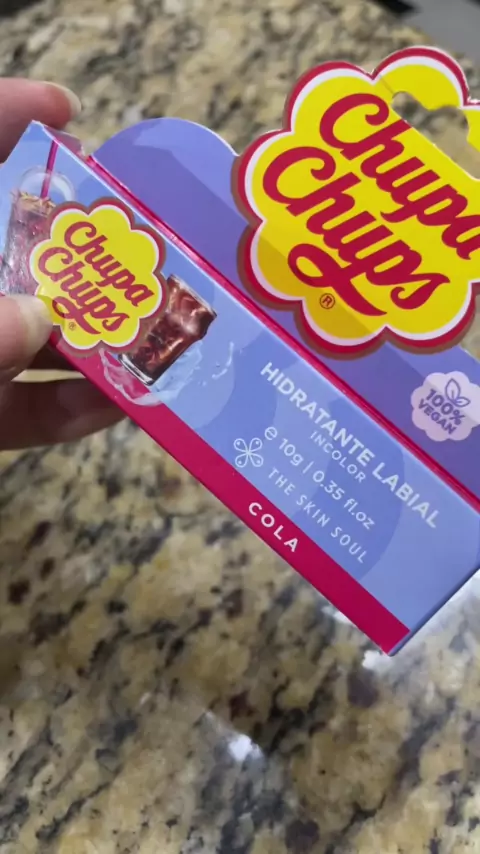 Chupa
Chups
®
Chupa
Chups
®
100%
VEGAN
HIDRATANTE LABIAL
INCOLOR
e 10g | 0.35 fl.oz
THE SKIN SOUL
COLA